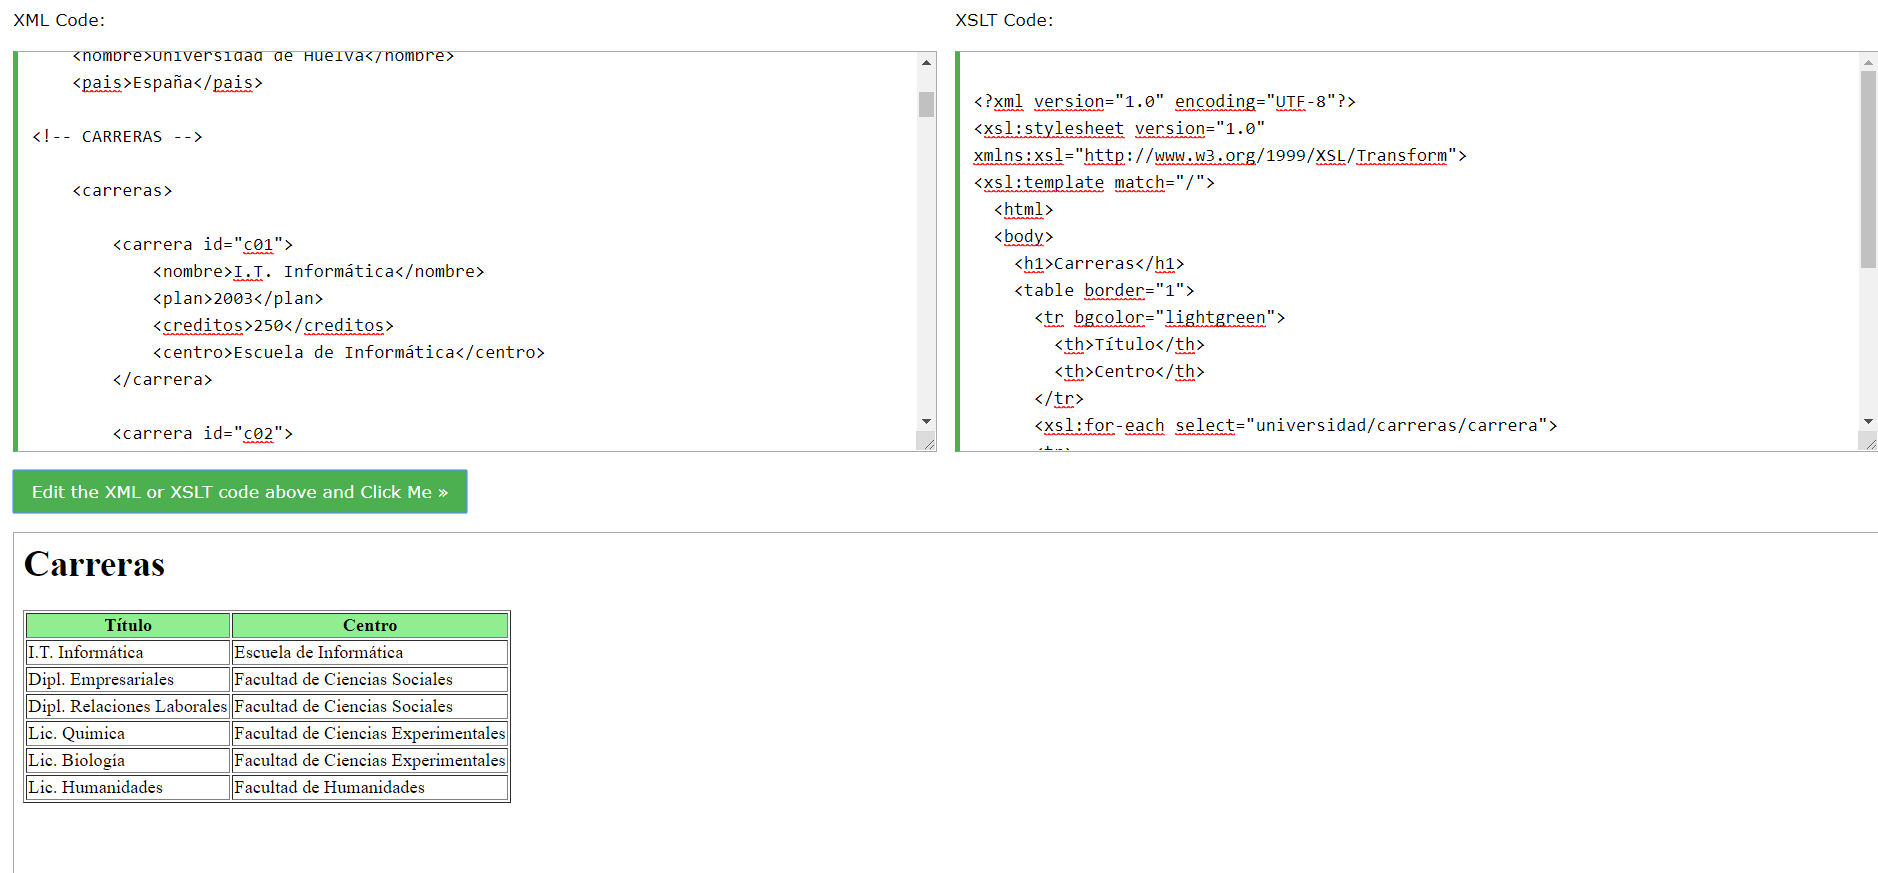 XML Code:
<nombre>Universidad de Huelva</nombre>
<pais>España</pais>
<!-- CARRERAS -->
<carreras>
<carrera id="c01">
<nombre>I.T. Informática</nombre>
<plan>2003</plan>
<creditos>250</creditos>
<centro>Escuela de Informática</centro>
</carrera>
<carrera id="c02">
XSLT Code:
<?xml version="1.0" encoding="UTF-8"?>
<xsl:stylesheet version="1.0"
xmlns:xsl="http://www.w3.org/1999/XSL/Transform">
<xsl:template match="/">
<html>
<body>
<h1>Carreras</h1>
<table border="1">
<tr bgcolor="lightgreen">
<th>Título</th>
<th>Centro</th>
</tr>
<xsl:for-each select="universidad/carreras/carrera">
Edit the XML or XSLT code above and Click Me »
Carreras
Título Centro
I.T. Informática Escuela de Informática
Dipl. Empresariales Facultad de Ciencias Sociales
Dipl. Relaciones Laborales Facultad de Ciencias Sociales
Lic. Quimica Facultad de Ciencias Experimentales
Lic. Biología Facultad de Ciencias Experimentales
Lic. Humanidades Facultad de Humanidades